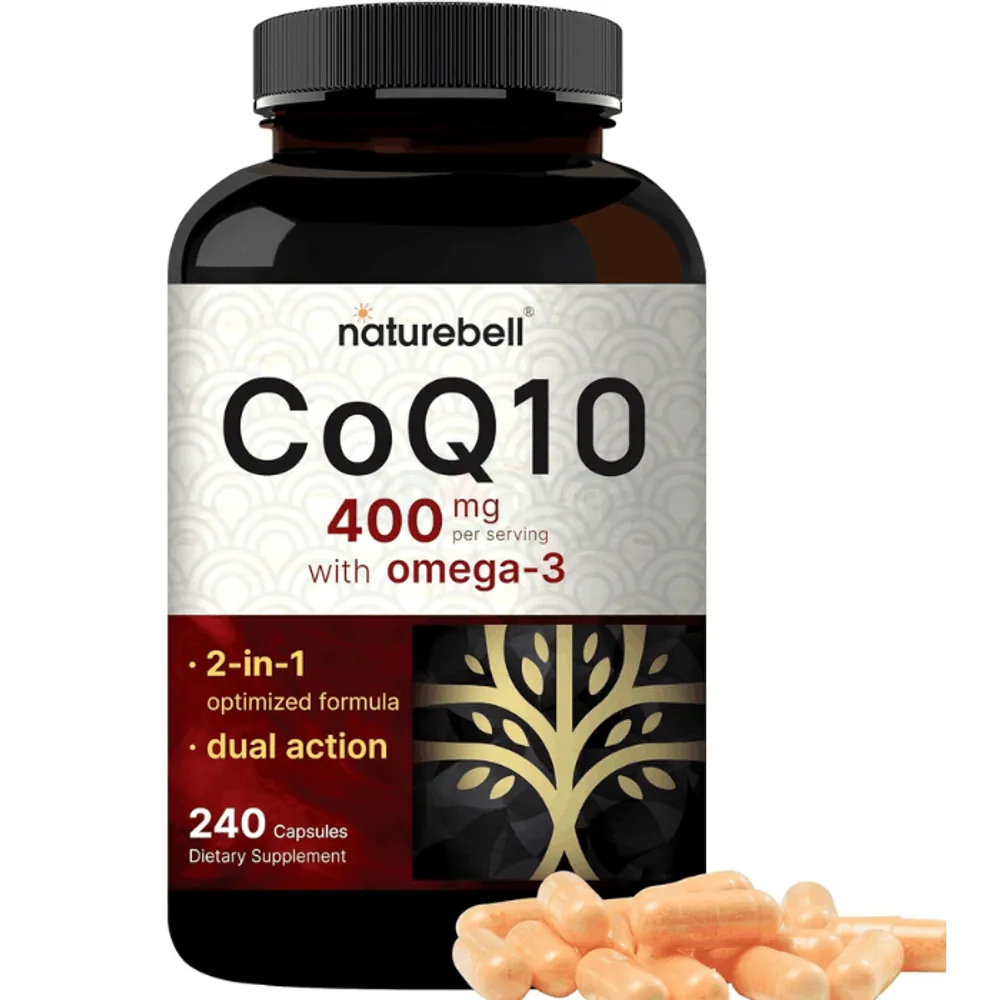 naturebell®
CoQ10
400 mg
per serving
with omega-3
· 2-in-1
optimized formula
· dual action
240 Capsules
Dietary Supplement